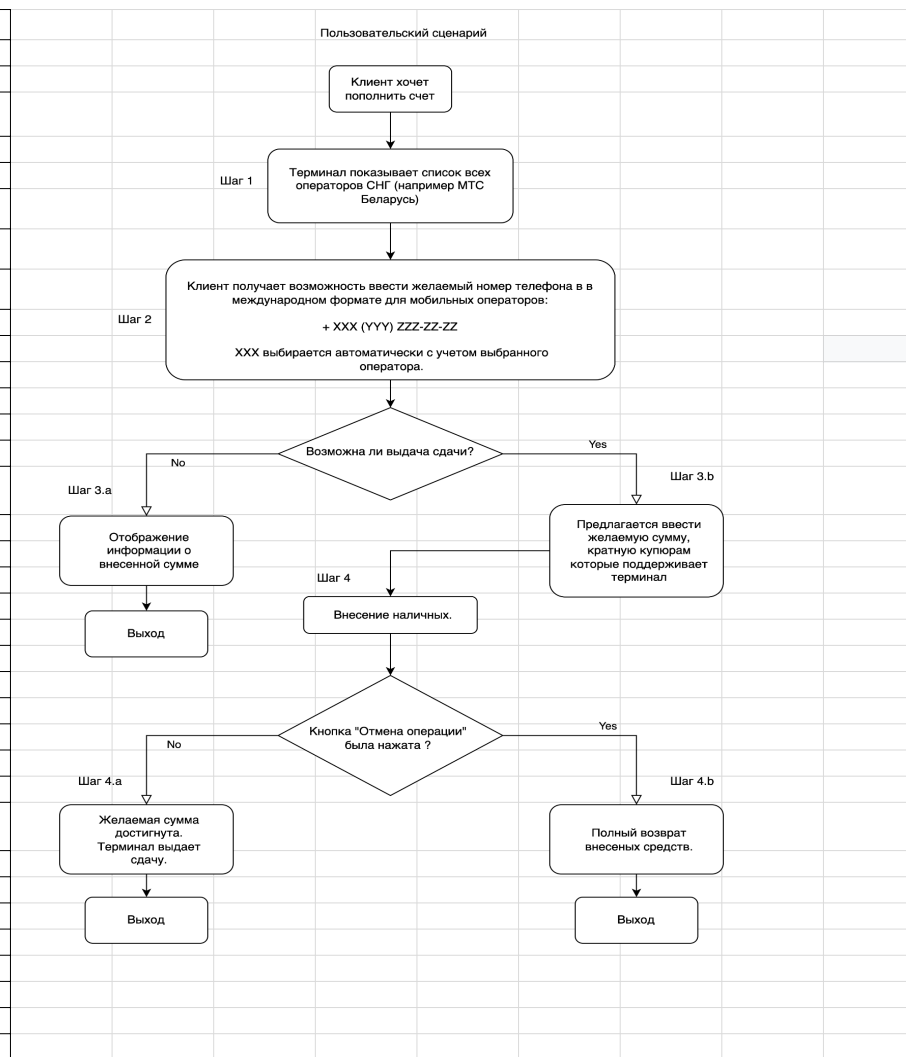 Пользовательский сценарий
Клиент хочет
пополнить счет
Шаг 1
Терминал показывает список всех
операторов СНГ (например МТС
Беларусь)
Шаг 2
Клиент получает возможность ввести желаемый номер телефона в в
международном формате для мобильных операторов:
+ XXX (YYY) ZZZ-ZZ-ZZ
XXX выбирается автоматически с учетом выбранного
оператора.
Возможна ли выдача сдачи?
No
Yes
Шаг 3.a
Шаг 3.b
Отображение
информации о
внесенной сумме
Предлагается ввести
желаемую сумму,
кратную купюрам
которые поддерживает
терминал
Выход
Шаг 4
Внесение наличных.
Кнопка "Отмена операции"
была нажата ?
No
Yes
Шаг 4.a
Шаг 4.b
Желаемая сумма
достигнута.
Терминал выдает
сдачу.
Полный возврат
внесеных средств.
Выход
Выход